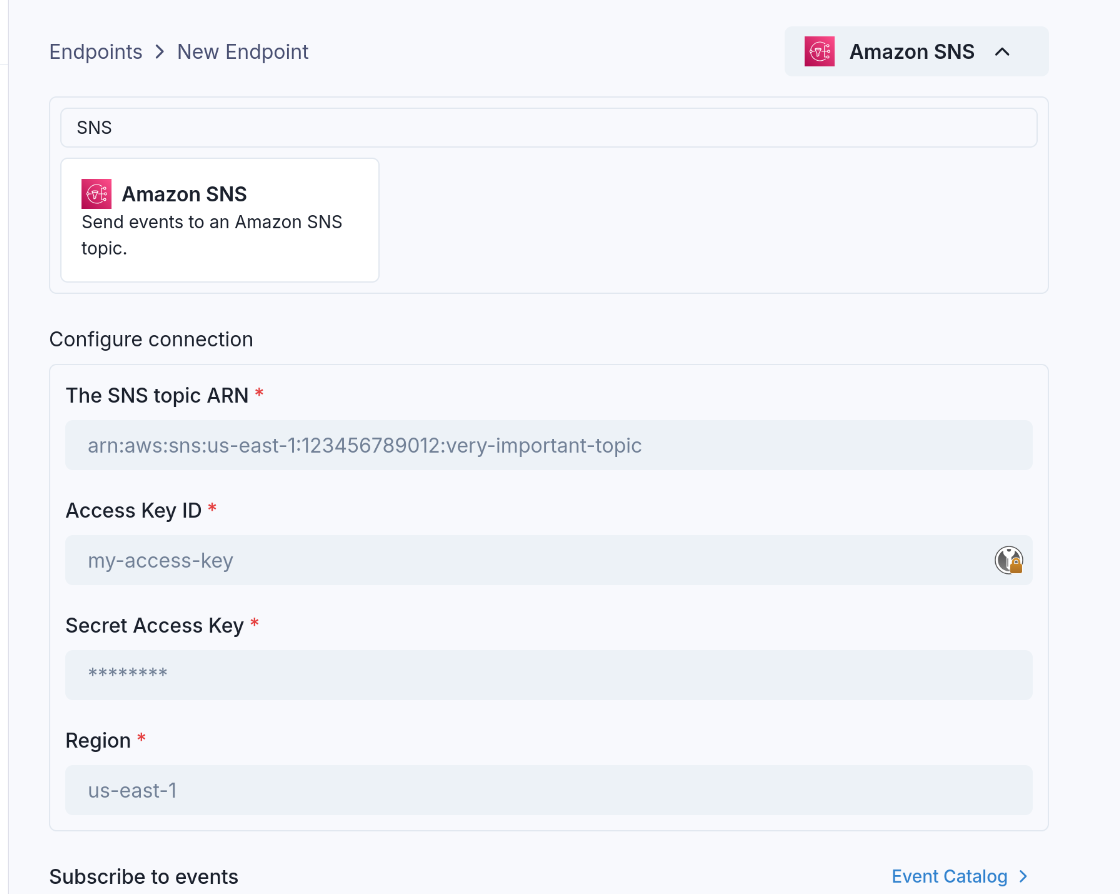 Endpoints > New Endpoint
Amazon SNS
SNS
Amazon SNS
Send events to an Amazon SNS
topic.
Configure connection
The SNS topic ARN *
arn:aws:sns:us-east-1:123456789012:very-important-topic
Access Key ID *
my-access-key
Secret Access Key *
********
Region *
us-east-1
Subscribe to events
Event Catalog >